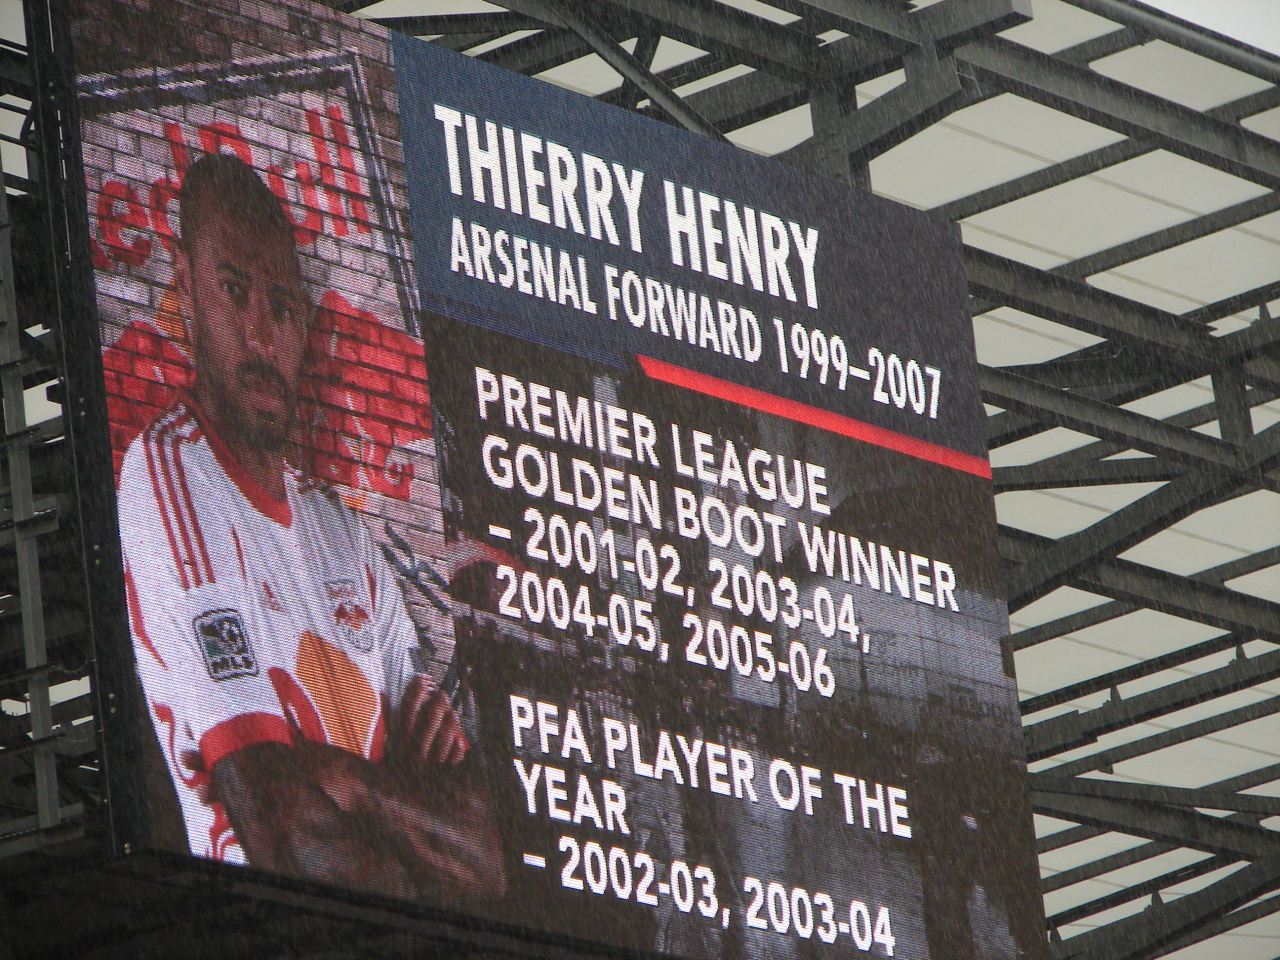 THIERRY HENRY
ARSENAL FORWARD 1999–2007
PREMIER LEAGUE
GOLDEN BOOT WINNER
– 2001-02, 2003-04,
2004-05, 2005-06
PFA PLAYER OF THE
YEAR
– 2002-03, 2003-04
MLS